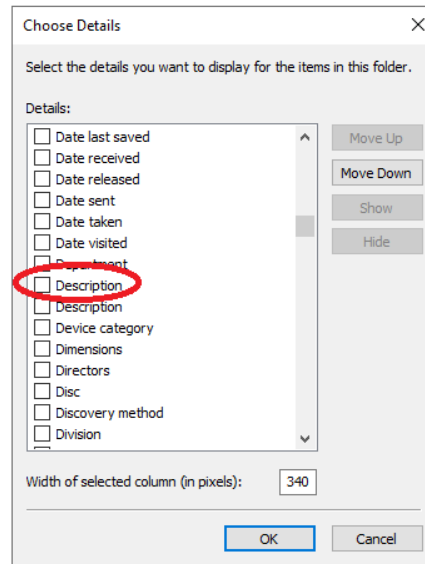 Choose Details
Select the details you want to display for the items in this folder.
Details:
Date last saved
Date received
Date released
Date sent
Date taken
Date visited
Department
Description
Description
Device category
Dimensions
Directors
Disc
Discovery method
Division
Move Up
Move Down
Show
Hide
Width of selected column (in pixels): 340
OK Cancel